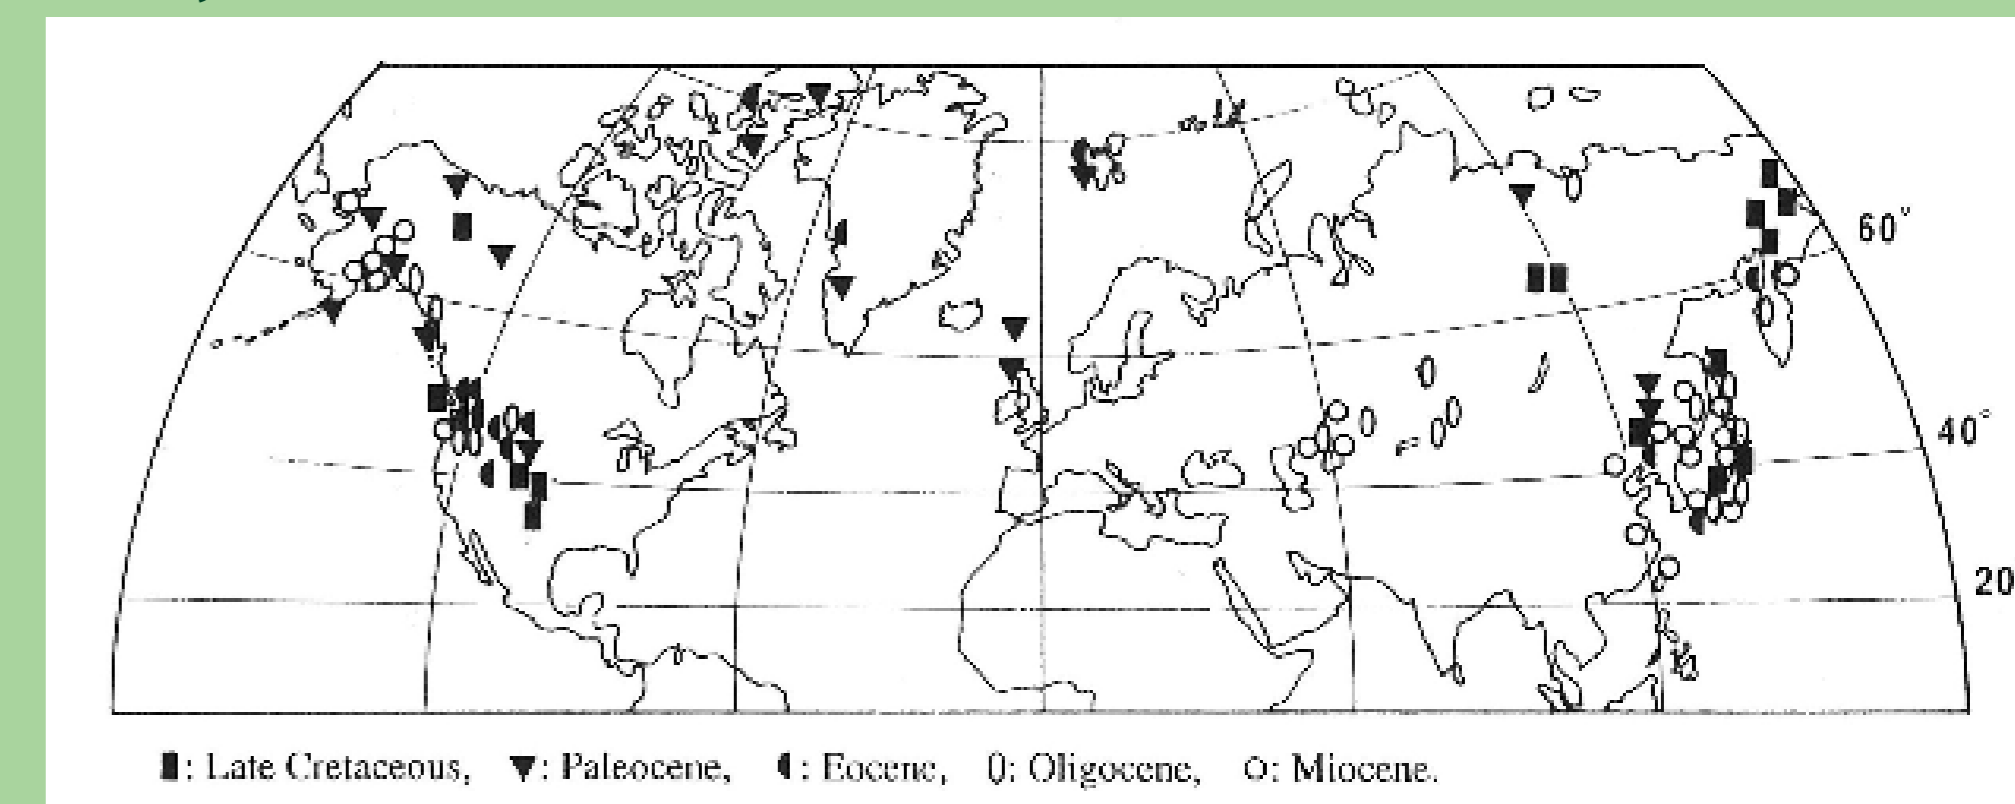 60°
40°
20
: Late Cretaceous, : Paleocene, : Eocene, : Oligocene, : Miocene.